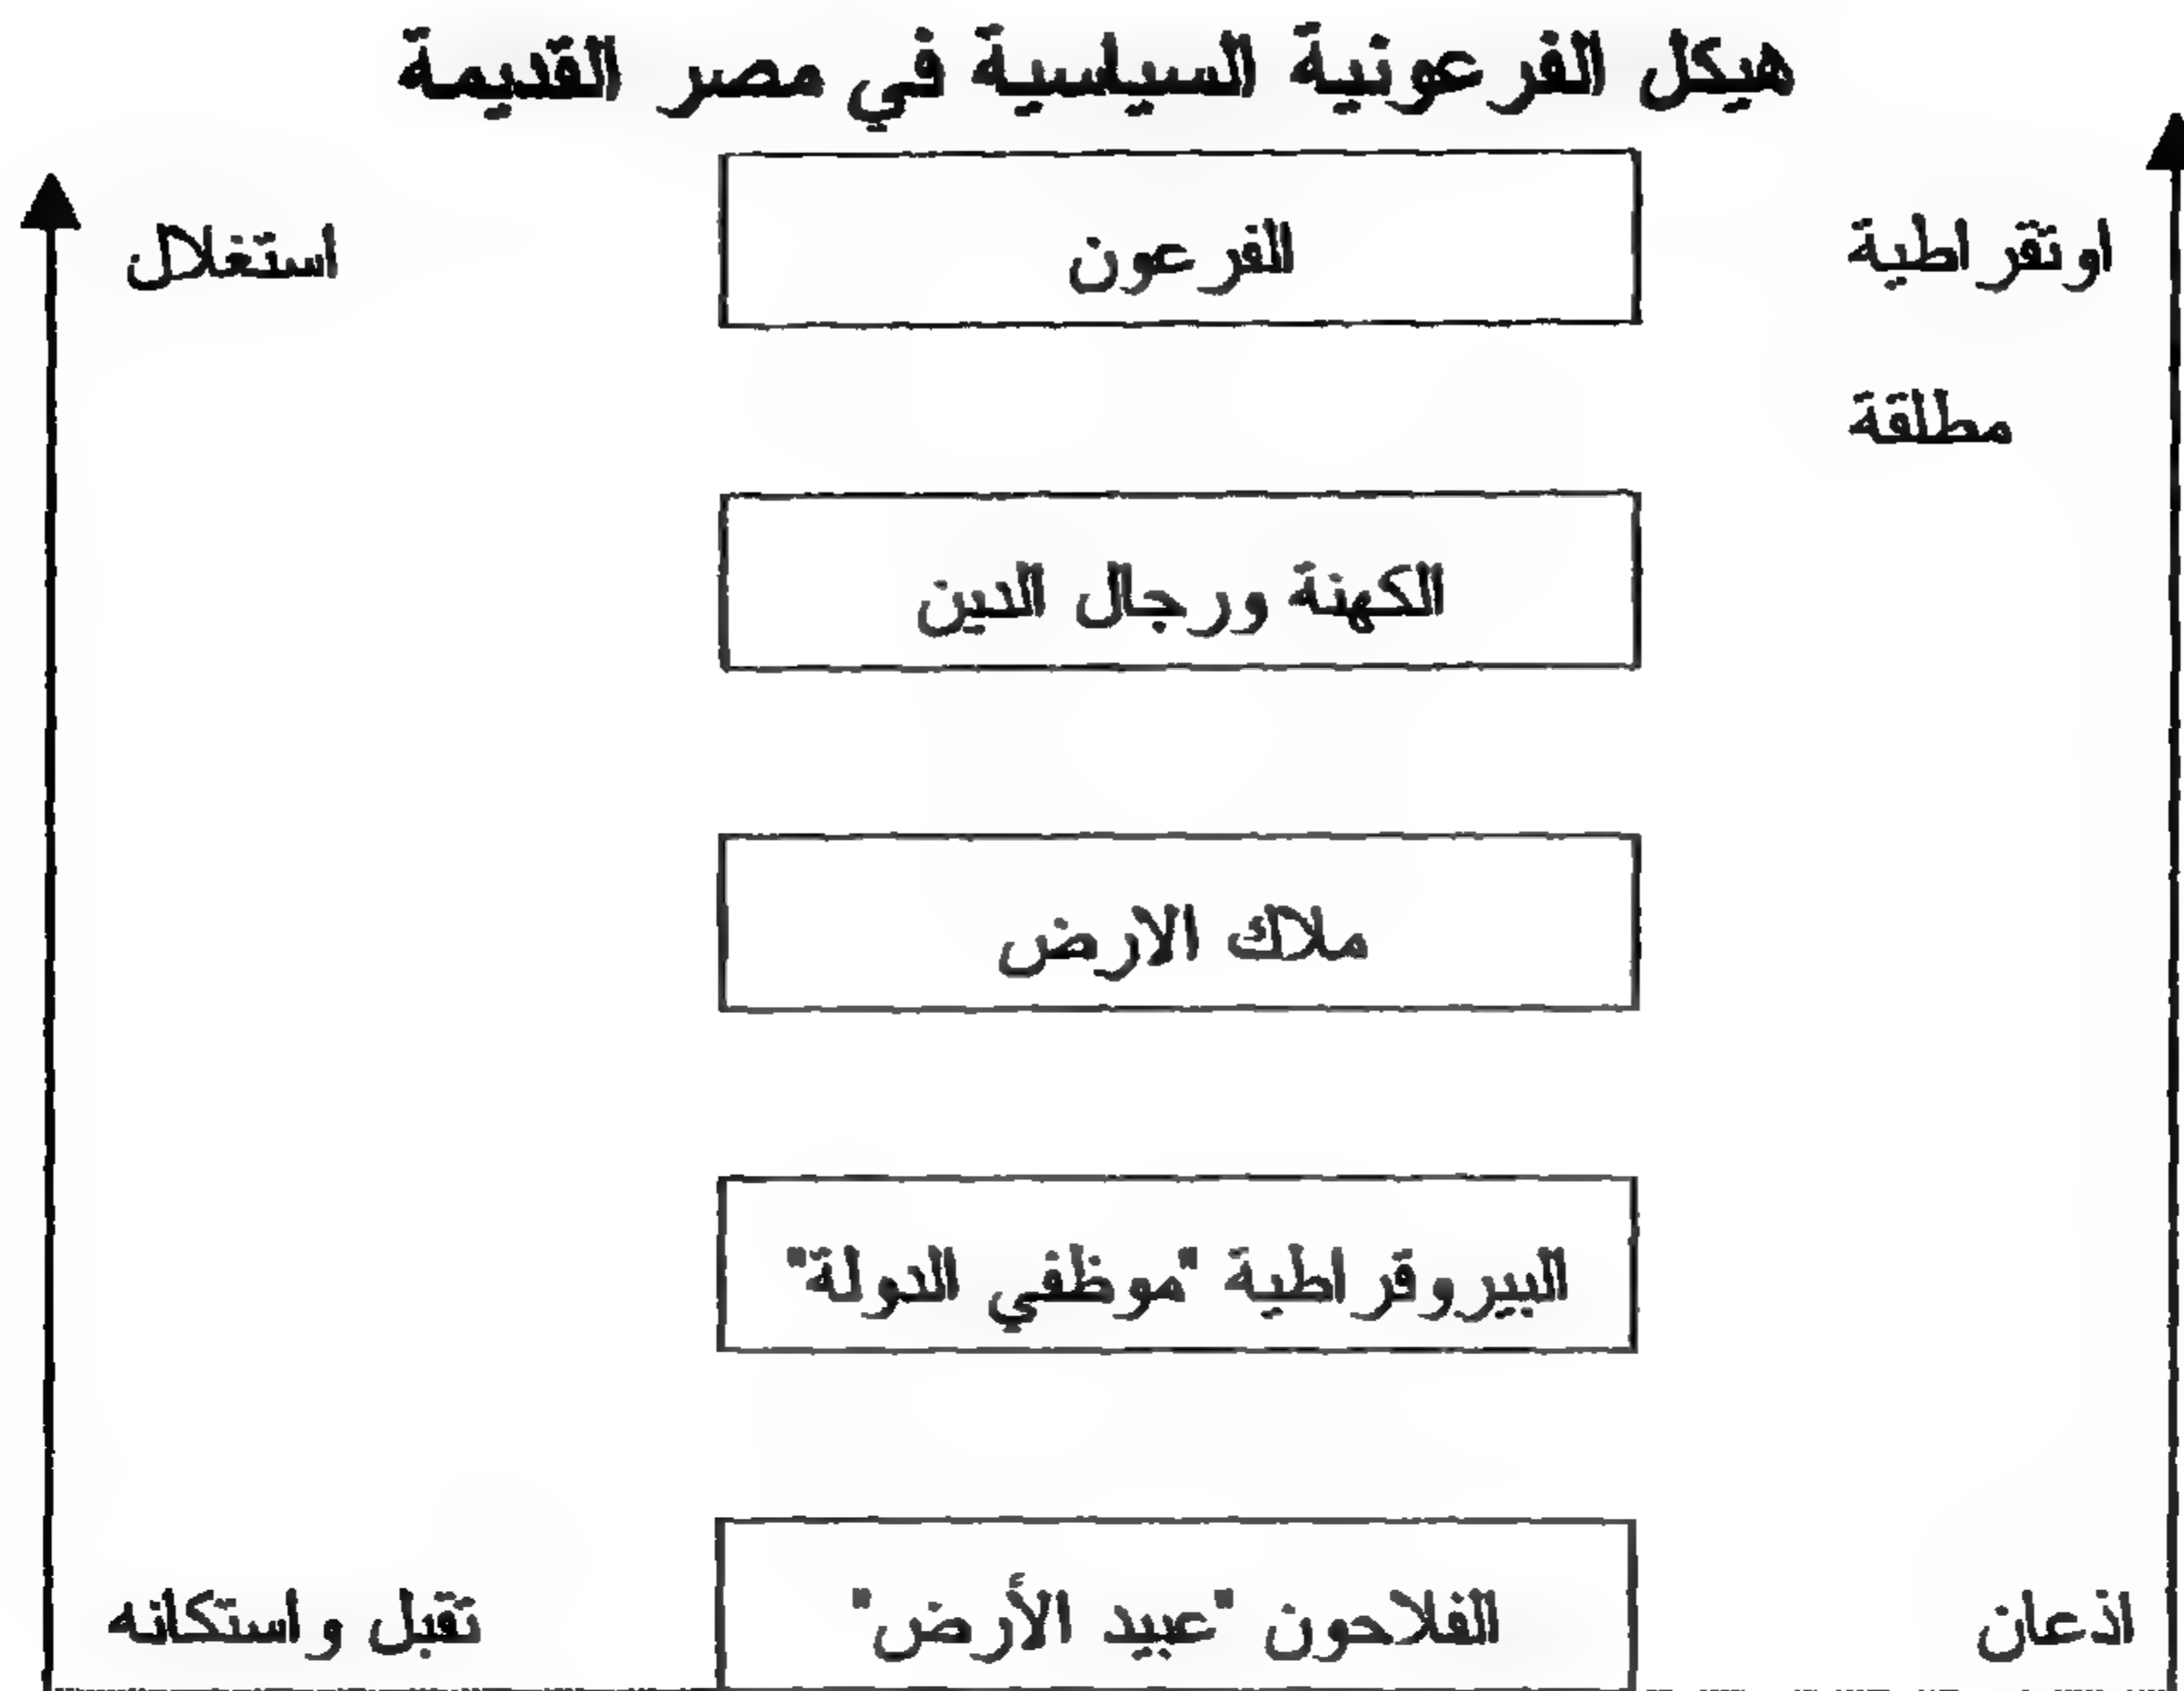 هيكل الفرعونية السياسية في مصر القديمة
اوتقراطية
الفرعون
استغلال
مطلقة
الكهنة ورجال الدين
ملاك الارض
البيروقراطية "موظفي الدولة"
اذعان
الفلاحون "عبيد الأرض"
تقبل واستكانه